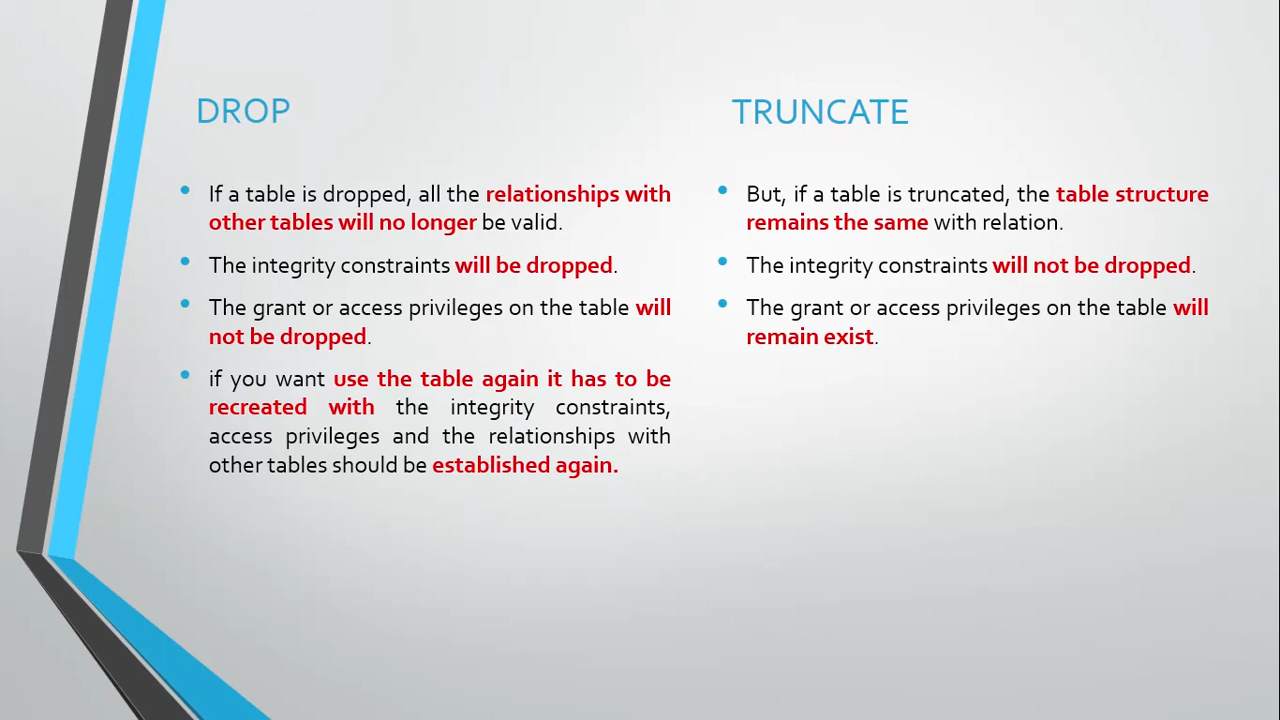 DROP
If a table is dropped, all the relationships with
other tables will no longer be valid.
The integrity constraints will be dropped.
The grant or access privileges on the table will
not be dropped.
if you want use the table again it has to be
recreated with the integrity constraints,
access privileges and the relationships with
other tables should be established again.
TRUNCATE
But, if a table is truncated, the table structure
remains the same with relation.
The integrity constraints will not be dropped.
The grant or access privileges on the table will
remain exist.